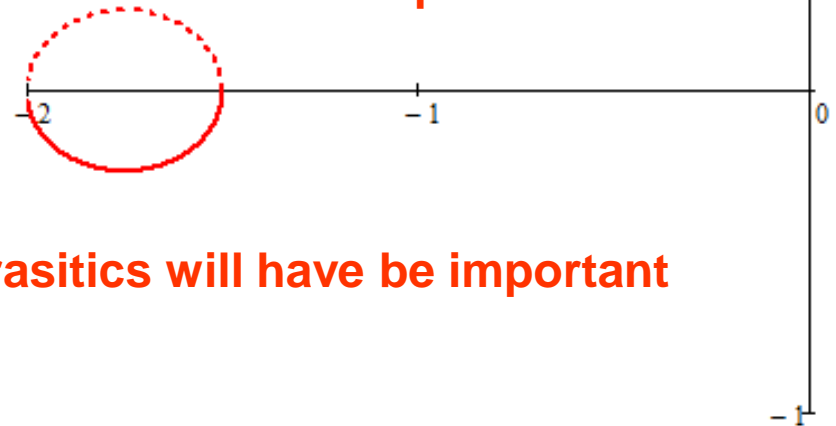 – 2 – 1 0
rasitics will have be important
– 1